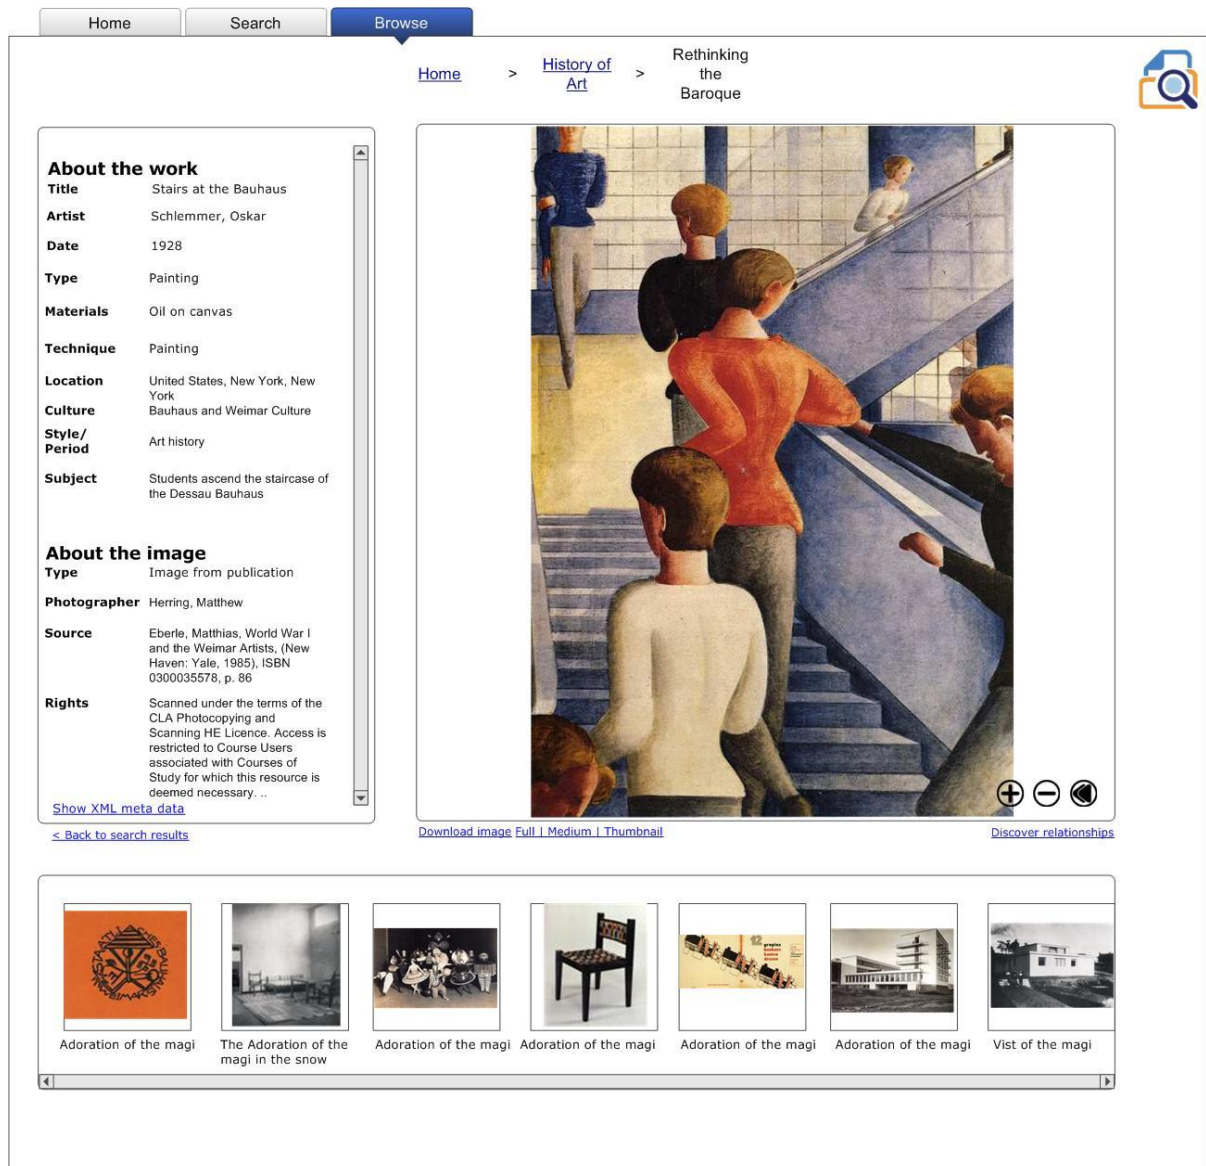 Home
Search
Browse
Home > History of Art > Rethinking the Baroque
About the work
Title Stairs at the Bauhaus
Artist Schlemmer, Oskar
Date 1928
Type Painting
Materials Oil on canvas
Technique Painting
Location United States, New York, New
York
Culture Bauhaus and Weimar Culture
Style/
Period Art history
Subject Students ascend the staircase of
the Dessau Bauhaus
About the image
Type Image from publication
Photographer Herring, Matthew
Source Eberle, Matthias, World War I
and the Weimar Artists, (New
Haven: Yale, 1985), ISBN
0300035578, p. 86
Rights Scanned under the terms of the
CLA Photocopying and
Scanning HE Licence. Access is
restricted to Course Users
associated with Courses of
Study for which this resource is
deemed necessary. ..
Show XML meta data
< Back to search results
Download image Full | Medium | Thumbnail
Discover relationships
Adoration of the magi
The Adoration of the
magi in the snow
Adoration of the magi
Adoration of the magi
Adoration of the magi
Adoration of the magi
Vist of the magi